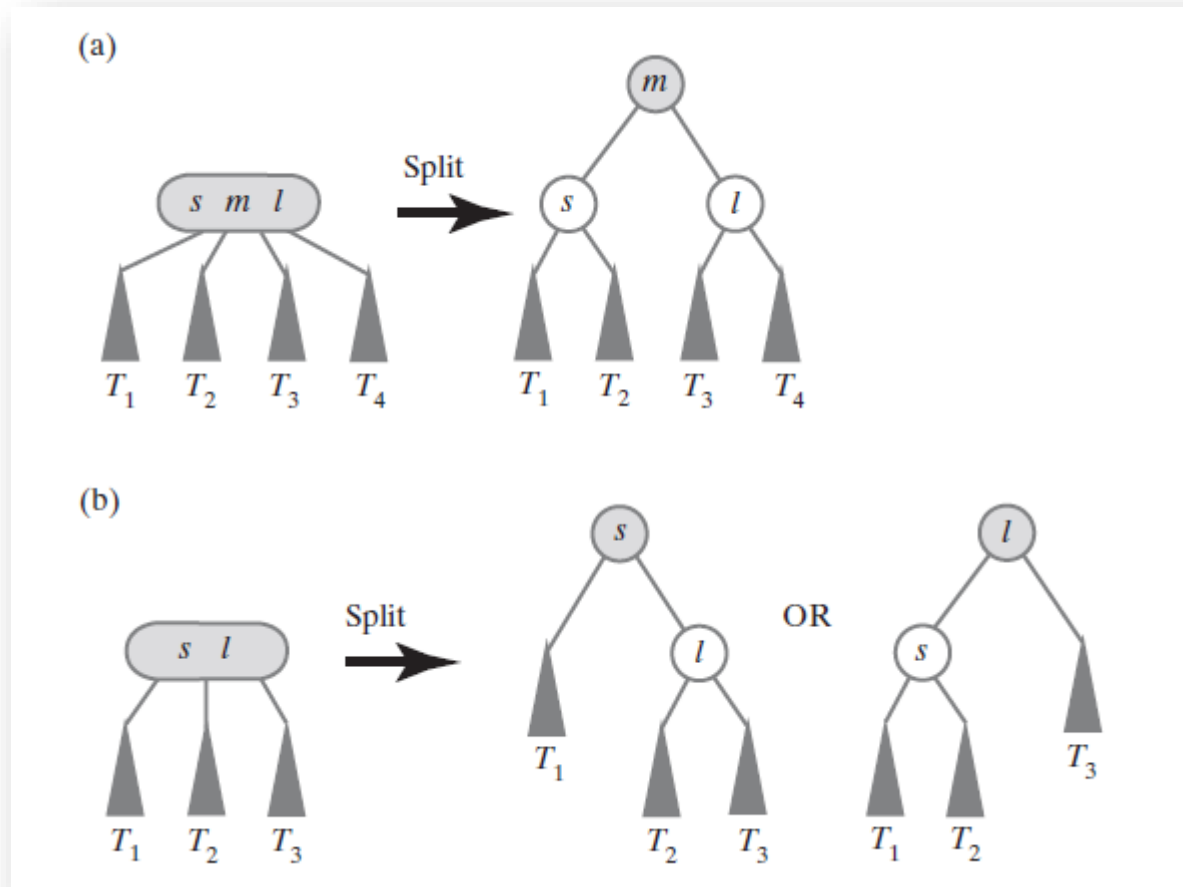 (a)
m
Split
s m l
s
l
T1 T2 T3 T4
T1 T2 T3 T4
(b)
s
l
Split
OR
s l
l
s
T1
T3
T1 T2 T3
T2 T3
T1 T2